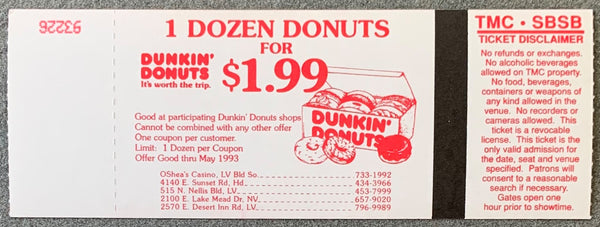 93226
1 DOZEN DONUTS
FOR
$1.99
DUNKIN'
DONUTS
It's worth the trip.
DUNKIN'
DONUTS
Good at participating Dunkin' Donuts shops
Cannot be combined with any other offer
One coupon per customer.
Limit: 1 Dozen per Coupon
Offer Good thru May 1993
OShea's Casino, LV Bld So. 733-1992
4140 E. Sunset Rd, Hd. 434-3966
515 N. Nellis Bld, LV 453-7999
2100 E. Lake Mead Dr, NV 657-9020
2570 E. Desert Inn Rd, LV 796-9989
TMC • SBSB
TICKET DISCLAIMER
No refunds or exchanges.
No alcoholic beverages
allowed on TMC property.
No food, beverages,
containers or weapons of
any kind allowed in the
venue. No recorders or
cameras allowed. This
ticket is a revocable
license. This ticket is the
only valid admission for
the date, seat and venue
specified. Patrons will
consent to a reasonable
search if necessary.
Gates open one
hour prior to showtime.